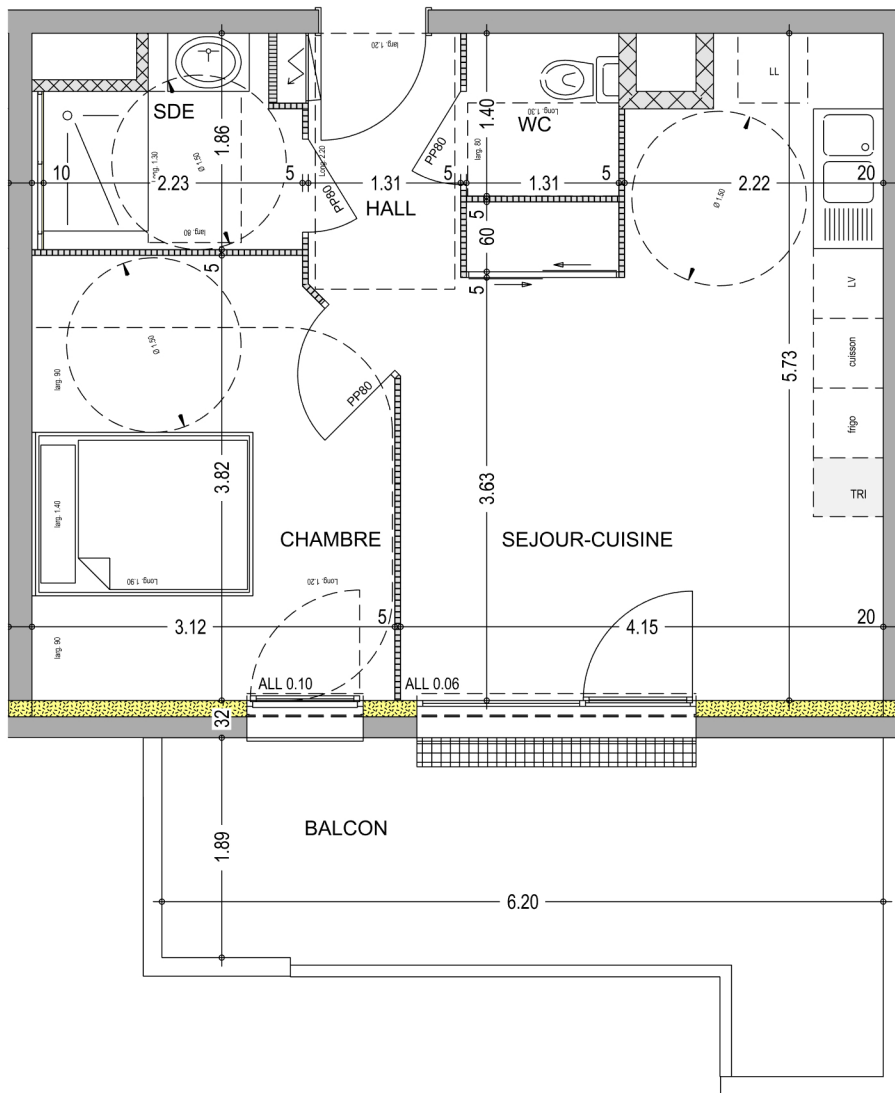 larg. 1.20
LL
SDE
1.86
Long. 1.30
Ø 1.50
larg. 80
10
2.23
5
Long. 2.20
PP80
1.31
HALL
PP80
5
1.40
Long. 1.30
WC
larg. 80
1.31
5
5
60
5
2.22
20
Ø 1.50
5
Ø 1.50
larg. 90
PP80
LV
cuisson
frigo
TRI
5.73
3.82
3.63
larg. 1.40
Long. 1.90
CHAMBRE
SEJOUR-CUISINE
Long. 1.20
larg. 90
3.12
5
4.15
20
ALL 0.10
ALL 0.06
32
BALCON
1.89
6.20